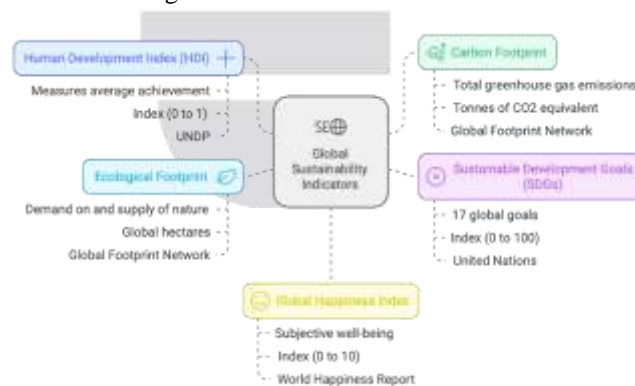 Human Development Index (HDI)
Measures average achievement
Index (0 to 1)
UNDP
Ecological Footprint
Demand on and supply of nature
Global hectares
Global Footprint Network
Global
Sustainability
Indicators
Carbon Footprint
Total greenhouse gas emissions
Tonnes of CO2 equivalent
Global Footprint Network
Sustainable Development Goals
(SDGs)
17 global goals
Index (0 to 100)
United Nations
Global Happiness Index
Subjective well-being
Index (0 to 10)
World Happiness Report